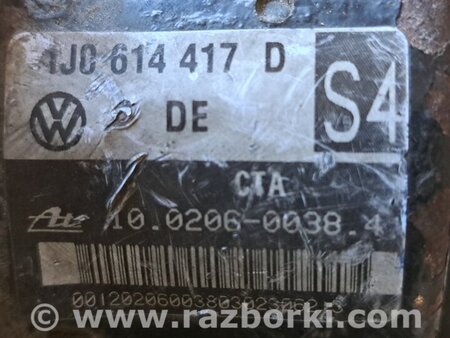 1J0 614 417 D
DE
S4
CTA
Ate 10.0206-0038.4
www.razborki.com